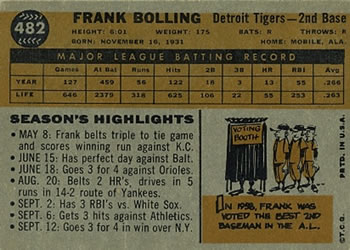 482
FRANK BOLLING Detroit Tigers—2nd Base
HEIGHT: 6:01 WEIGHT: 175 BATS: R THROWS: R
BORN: NOVEMBER 16, 1931 HOME: MOBILE, ALA.
MAJOR LEAGUE BATTING RECORD
Games At Bat Runs Hits 2B 3B HR RBI Avg.
YEAR 127 459 56 122 18 3 13 55 .266
LIFE 646 2379 318 625 106 18 63 .263
SEASON'S HIGHLIGHTS
• MAY 8: Frank belts triple to tie game
and scores winning run against K.C.
• JUNE 15: Has perfect day against Balt.
• JUNE 18: Goes 3 for 4 against Orioles.
• AUG. 20: Belts 2 HR's, drives in 5
runs in 14-2 route of Yankees.
• SEPT. 2: Has 3 RBI's vs. White Sox.
• SEPT. 6: Gets 3 hits against Athletics.
• SEPT. 12: Goes 3 for 4 in win over N.Y.
VOTING
BOOTH
IN 1958, FRANK WAS
VOTED THE BEST 2ND
BASEMAN IN THE A.L.
©T.C.G.
PRTD. IN U.S.A.